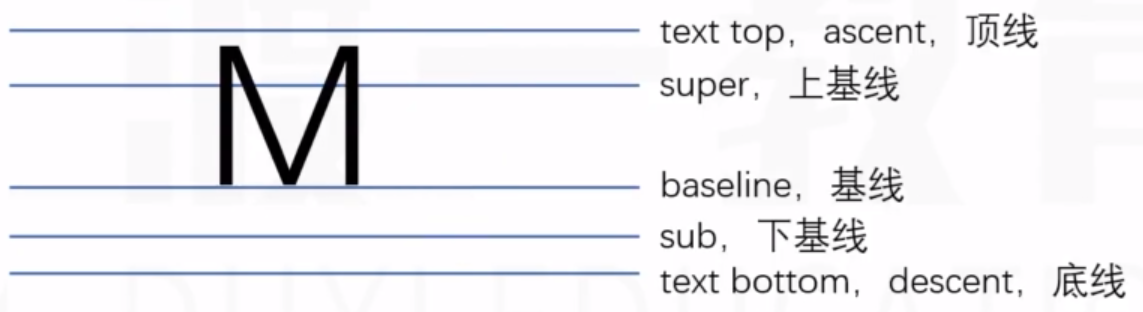 M
text top，ascent，顶线
super，上基线
baseline，基线
sub，下基线
text bottom，descent，底线